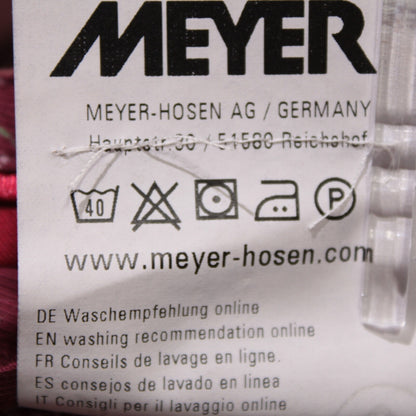 MEYER
MEYER-HOSEN AG / GERMANY
Hauptstr.30 / 51580 Reichshof
40 P
www.meyer-hosen.com
DE Waschempfehlung online
EN washing recommendation online
FR Conseils de lavage en ligne.
ES consejos de lavado en linea
IT Consigli per il lavaggio online